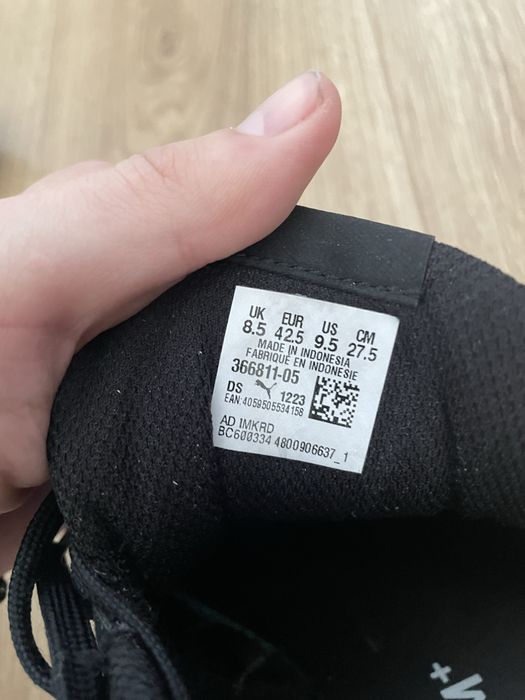 UK EUR US CM
8.5 42.5 9.5 27.5
MADE IN INDONESIA
FABRIQUÉ EN INDONESIE
366811-05
DS 1223
EAN:4059505534158
AD IMKRD
BC600334 4800906637_1